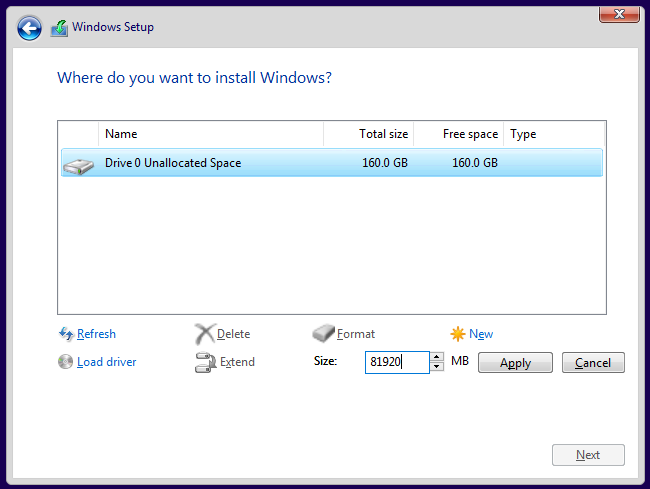 Windows Setup
Where do you want to install Windows?
Name Total size Free space Type
Drive 0 Unallocated Space 160.0 GB 160.0 GB
Refresh Delete Format New
Load driver Extend Size: 81920 MB Apply Cancel
Next